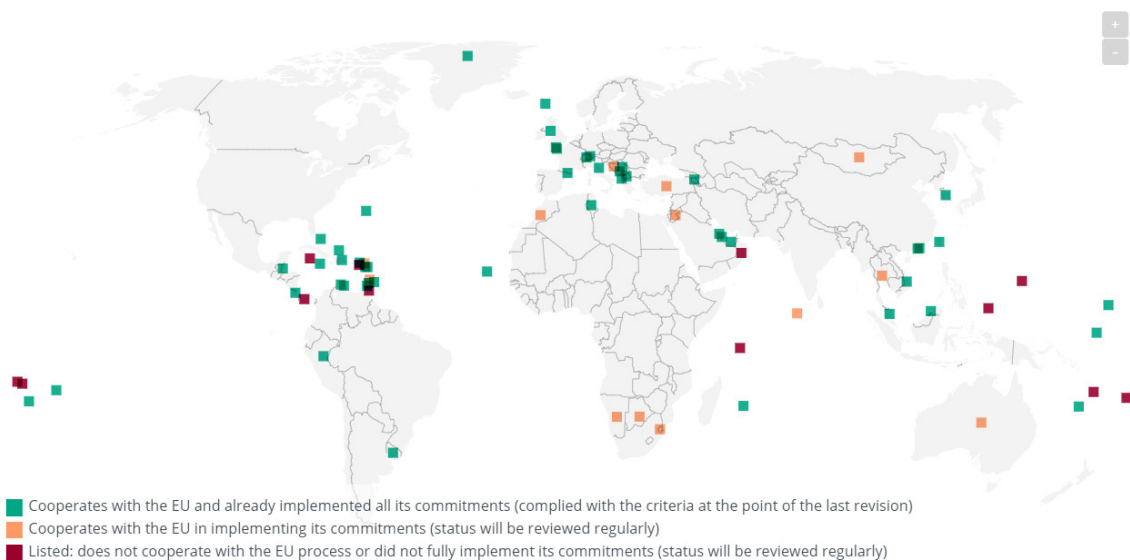 +
−
Cooperates with the EU and already implemented all its commitments (complied with the criteria at the point of the last revision)
Cooperates with the EU in implementing its commitments (status will be reviewed regularly)
Listed: does not cooperate with the EU process or did not fully implement its commitments (status will be reviewed regularly)